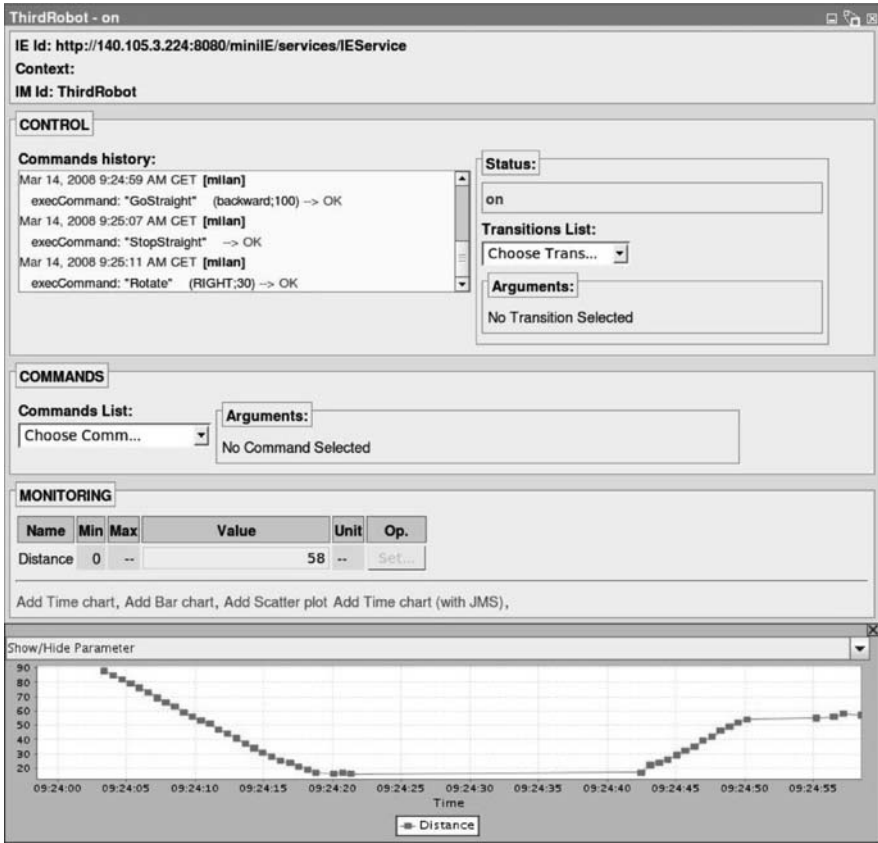 ThirdRobot - on
IE Id: http://140.105.3.224:8080/miniIE/services/IEService
Context:
IM Id: ThirdRobot
CONTROL
Commands history:
Mar 14, 2008 9:24:59 AM CET [milan]
execCommand: "GoStraight" (backward;100) --> OK
Mar 14, 2008 9:25:07 AM CET [milan]
execCommand: "StopStraight" --> OK
Mar 14, 2008 9:25:11 AM CET [milan]
execCommand: "Rotate" (RIGHT;30) --> OK
Status:
on
Transitions List:
Choose Trans...
Arguments:
No Transition Selected
COMMANDS
Commands List:
Choose Comm...
Arguments:
No Command Selected
MONITORING
Name Min Max Value Unit Op.
Distance 0 -- 58 -- Set...
Add Time chart, Add Bar chart, Add Scatter plot Add Time chart (with JMS),
Show/Hide Parameter
90
80
70
60
50
40
30
20
09:24:00 09:24:05 09:24:10 09:24:15 09:24:20 09:24:25 09:24:30 09:24:35 09:24:40 09:24:45 09:24:50 09:24:55
Time
Distance